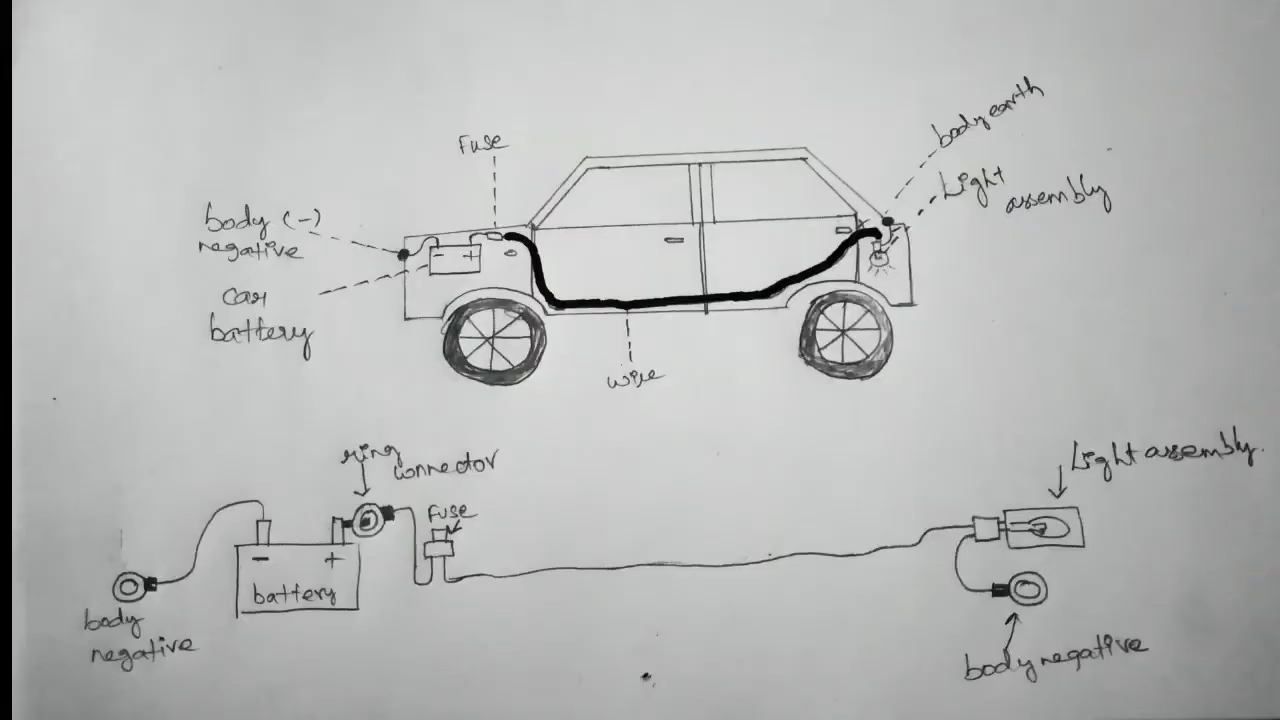 body earth
Fuse
Light
assembly
body (-)
negative
- +
car
battery
wire
ring
connector
Light assembly.
Fuse
- +
battery
body
negative
body negative